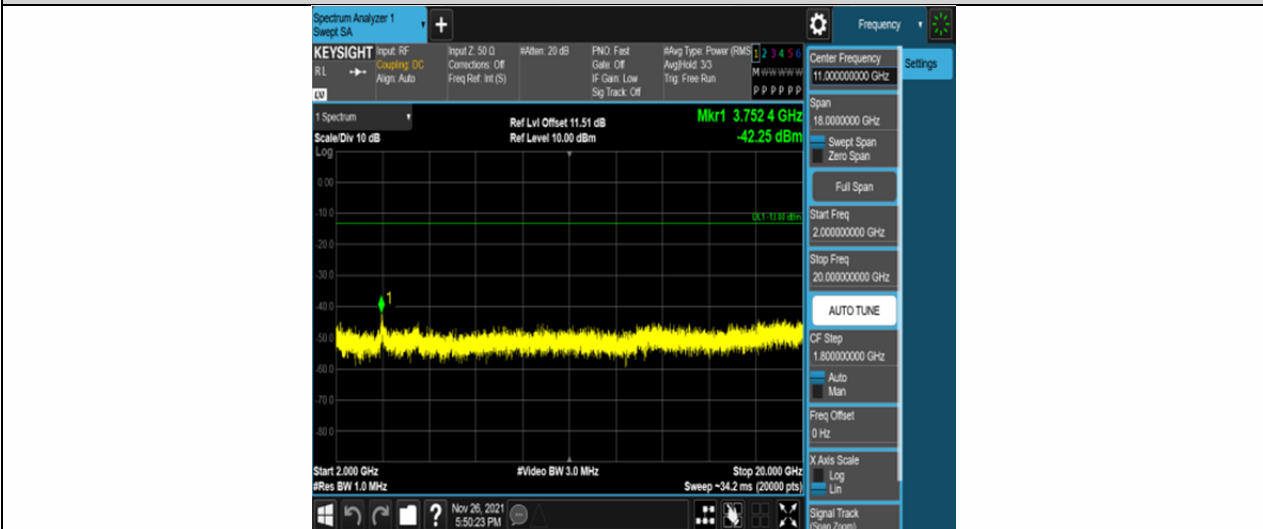 Spectrum Analyzer 1
Swept SA
+
Frequency
KEYSIGHT
RL
LV
Input: RF
Coupling: DC
Align: Auto
Input Z: 50 Ω
Corrections: Off
Freq Ref: Int (S)
#Atten: 20 dB
PNO: Fast
Gate: Off
IF Gain: Low
Sig Track: Off
#Avg Type: Power (RMS
Avg|Hold: 3/3
Trig: Free Run
1 2 3 4 5 6
M W W W W W
P P P P P P
1 Spectrum
Scale/Div 10 dB
Ref Lvl Offset 11.51 dB
Ref Level 10.00 dBm
Mkr1 3.752 4 GHz
-42.25 dBm
Log
0.00
-10.0
DL1 -13.00 dBm
-20.0
-30.0
1
-40.0
-50.0
-60.0
-70.0
-80.0
Start 2.000 GHz
#Res BW 1.0 MHz
#Video BW 3.0 MHz
Stop 20.000 GHz
Sweep ~34.2 ms (20000 pts)
?
Nov 26, 2021
5:50:23 PM
Center Frequency
11.000000000 GHz
Settings
Span
18.0000000 GHz
Swept Span
Zero Span
Full Span
Start Freq
2.000000000 GHz
Stop Freq
20.000000000 GHz
AUTO TUNE
CF Step
1.800000000 GHz
Auto
Man
Freq Offset
0 Hz
X Axis Scale
Log
Lin
Signal Track
(Span Zoom)